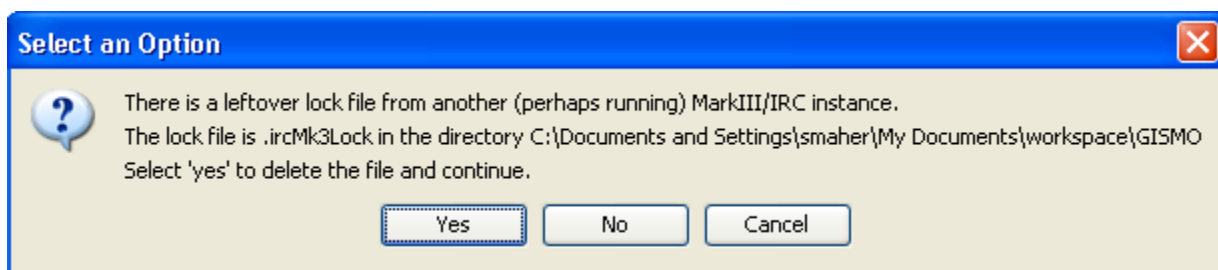 Select an Option
There is a leftover lock file from another (perhaps running) MarkIII/IRC instance.
The lock file is .ircMk3Lock in the directory C:\Documents and Settings\smaher\My Documents\workspace\GISMO
Select 'yes' to delete the file and continue.
Yes No Cancel